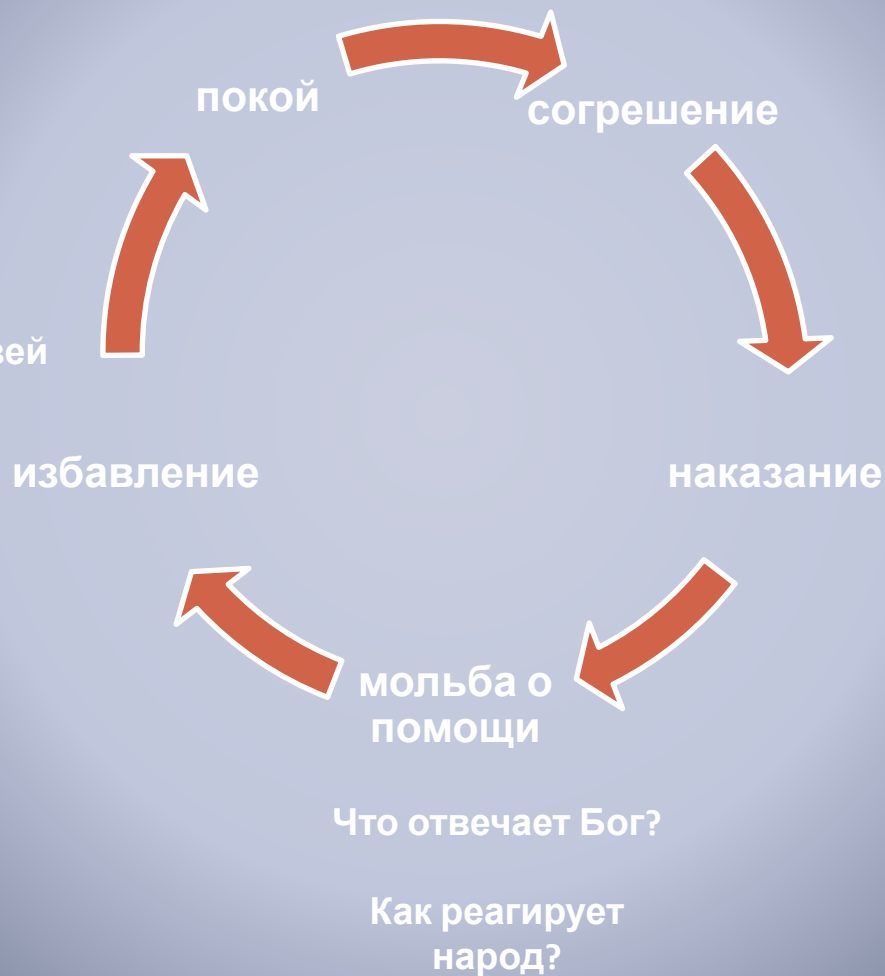 покой
согрешение
избавление
наказание
мольба о
помощи
Что отвечает Бог?
Как реагирует
народ?